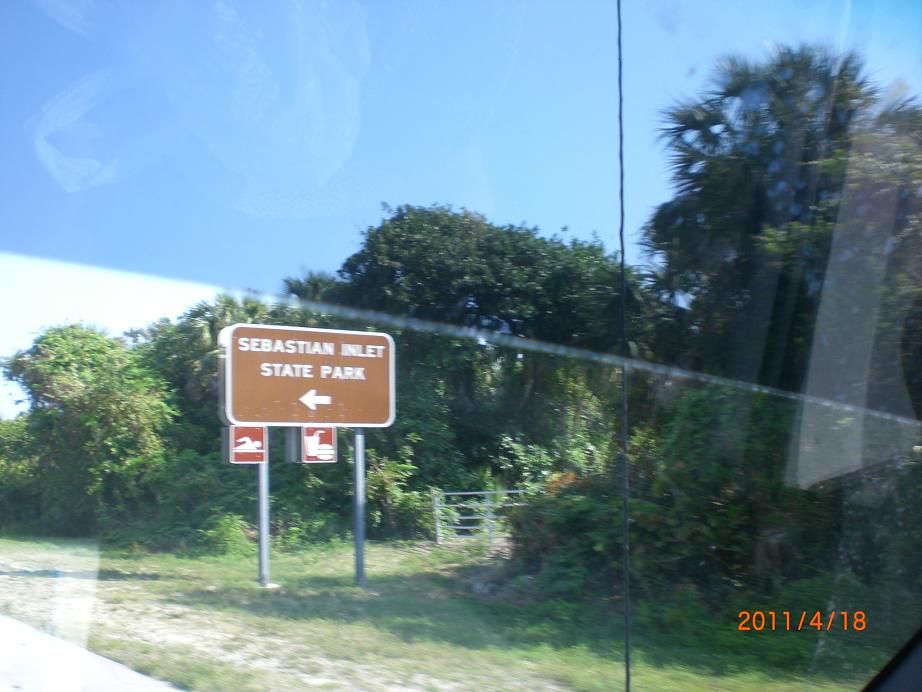 SEBASTIAN INLET
STATE PARK
2011/4/18